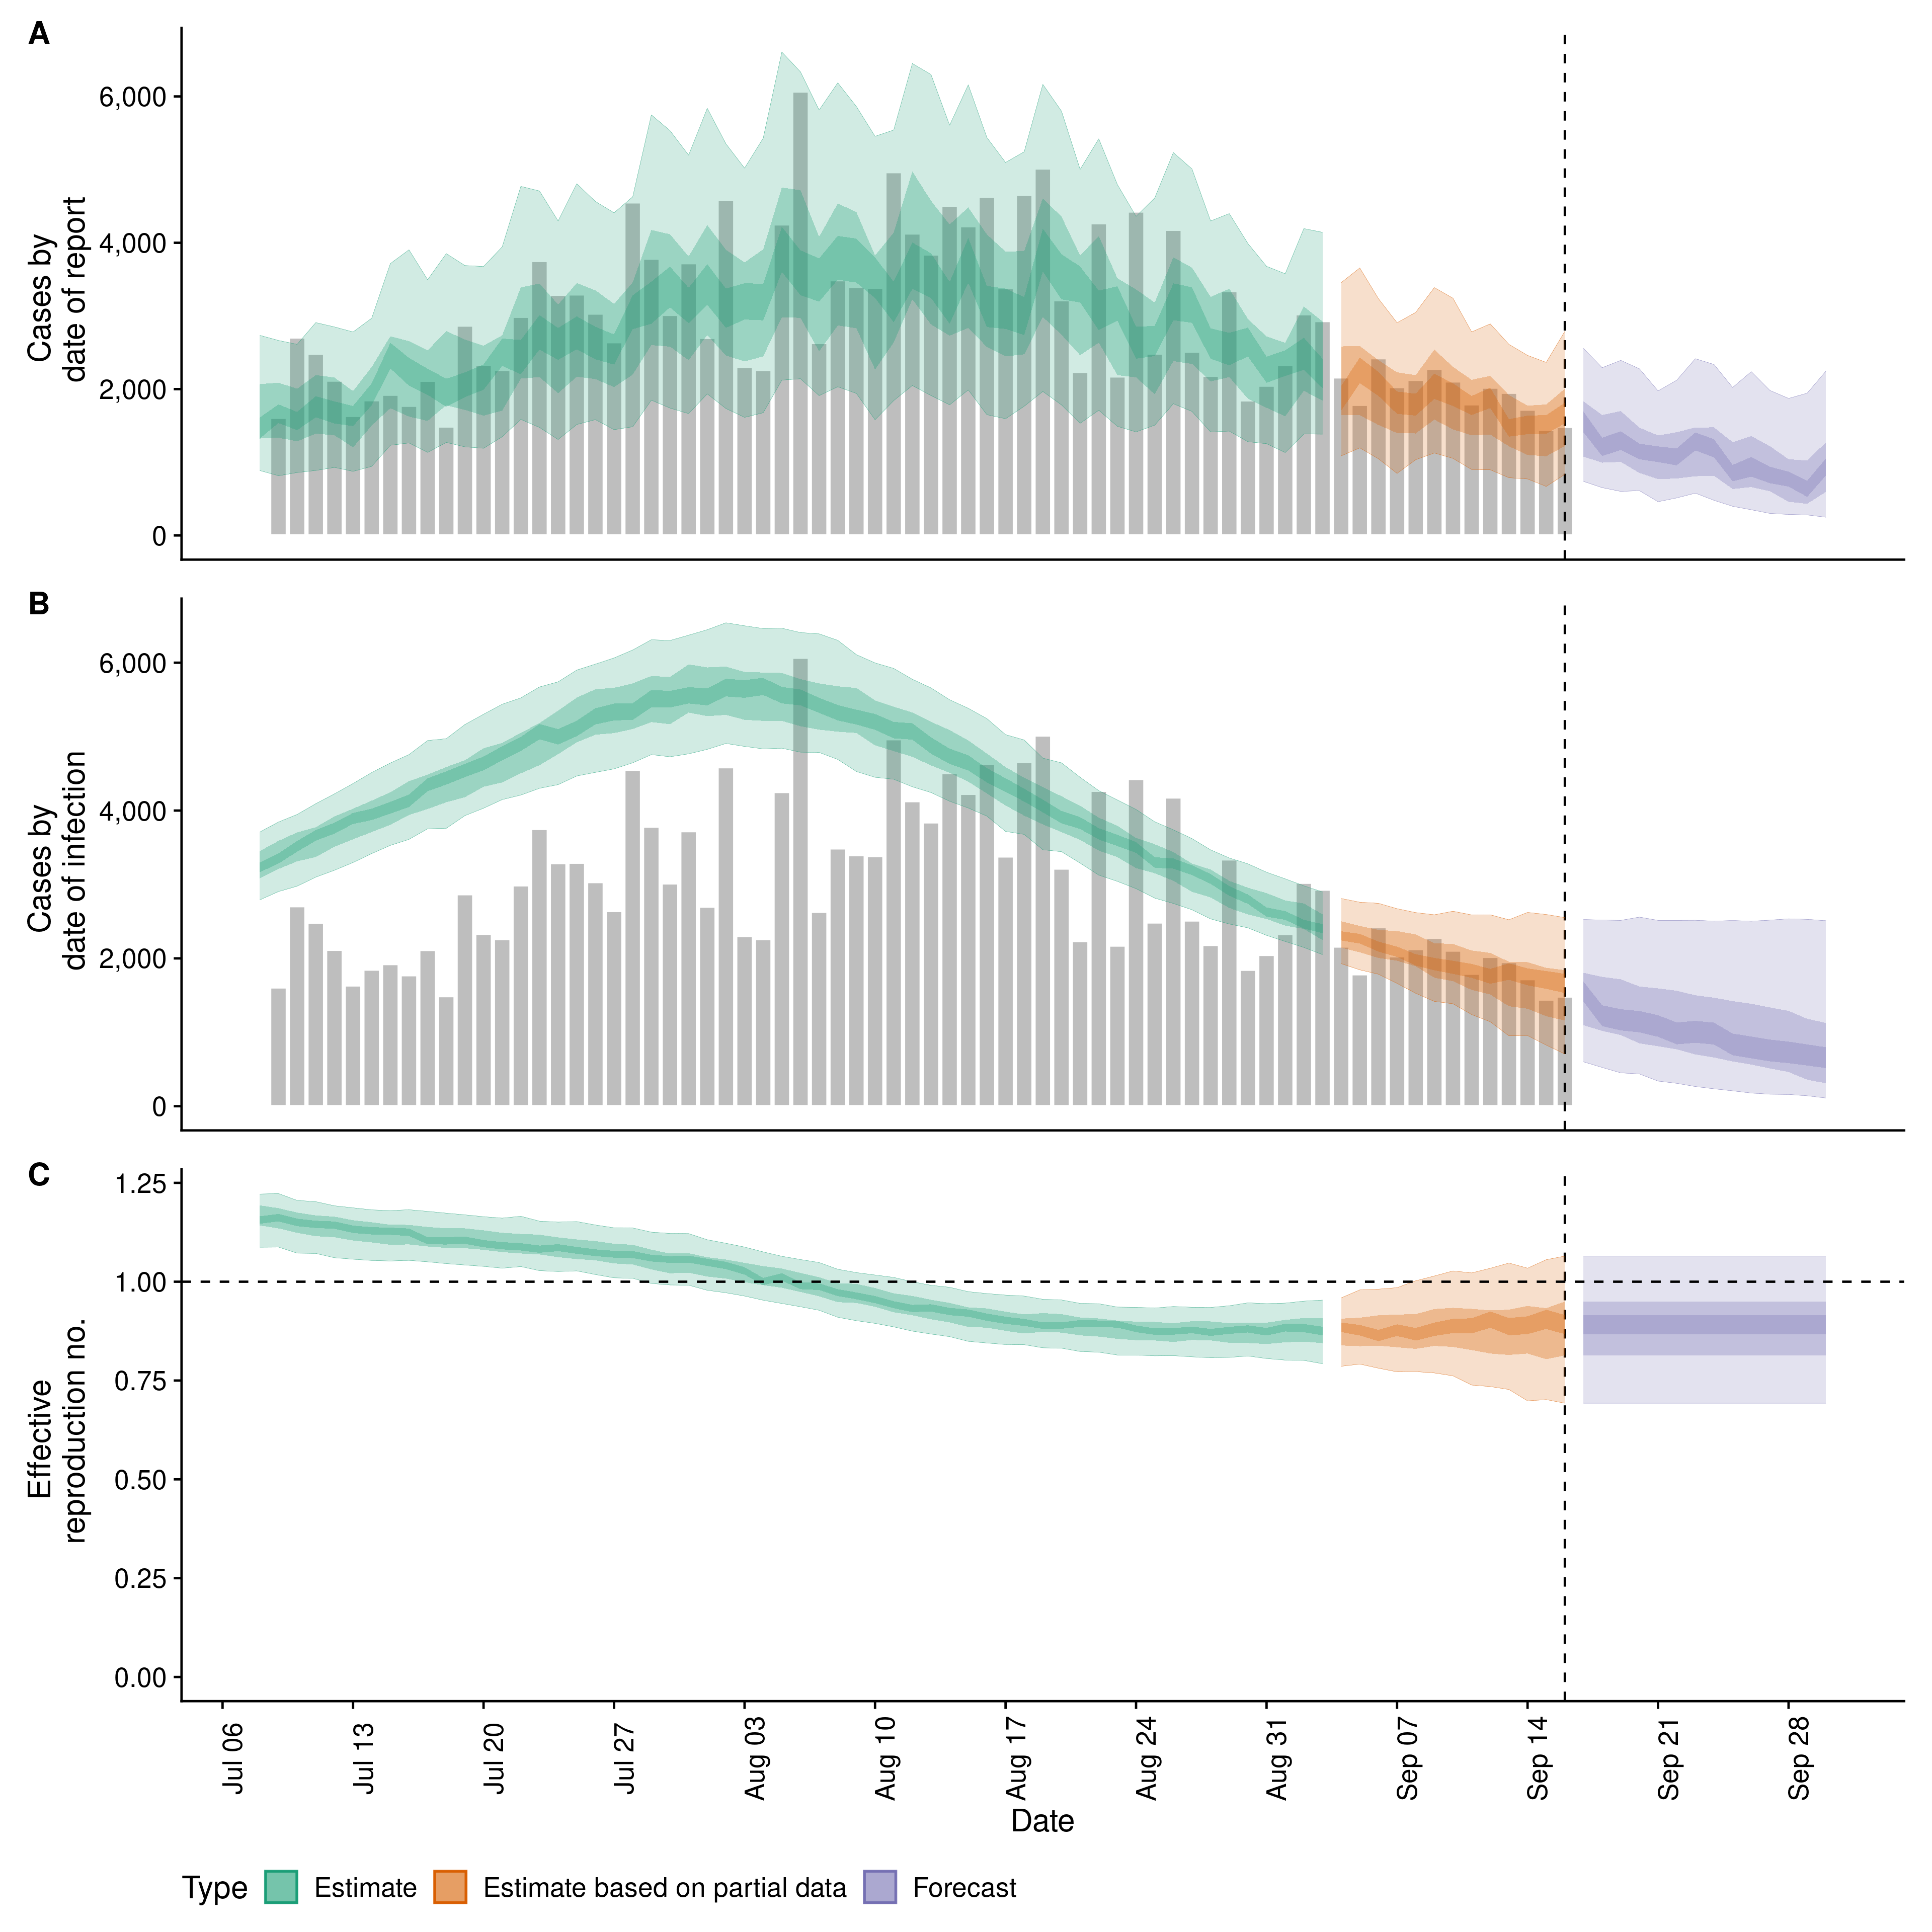 A
6,000
4,000
2,000
0
Cases by
date of report
B
6,000
4,000
2,000
0
Cases by
date of infection
C
1.25
1.00
0.75
0.50
0.25
0.00
Effective
reproduction no.
Jul 06
Jul 13
Jul 20
Jul 27
Aug 03
Aug 10
Aug 17
Aug 24
Aug 31
Sep 07
Sep 14
Sep 21
Sep 28
Date
Type Estimate Estimate based on partial data Forecast